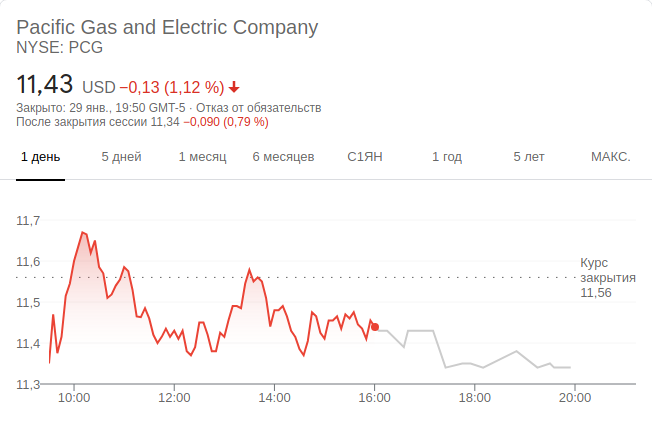 Pacific Gas and Electric Company
NYSE: PCG
11,43 USD −0,13 (1,12 %)
Закрыто: 29 янв., 19:50 GMT-5 · Отказ от обязательств
После закрытия сессии 11,34 −0,090 (0,79 %)
1 день 5 дней 1 месяц 6 месяцев С1ЯН 1 год 5 лет МАКС.
11,7
11,6
11,5
11,4
11,3
Курс
закрытия
11,56
10:00 12:00 14:00 16:00 18:00 20:00